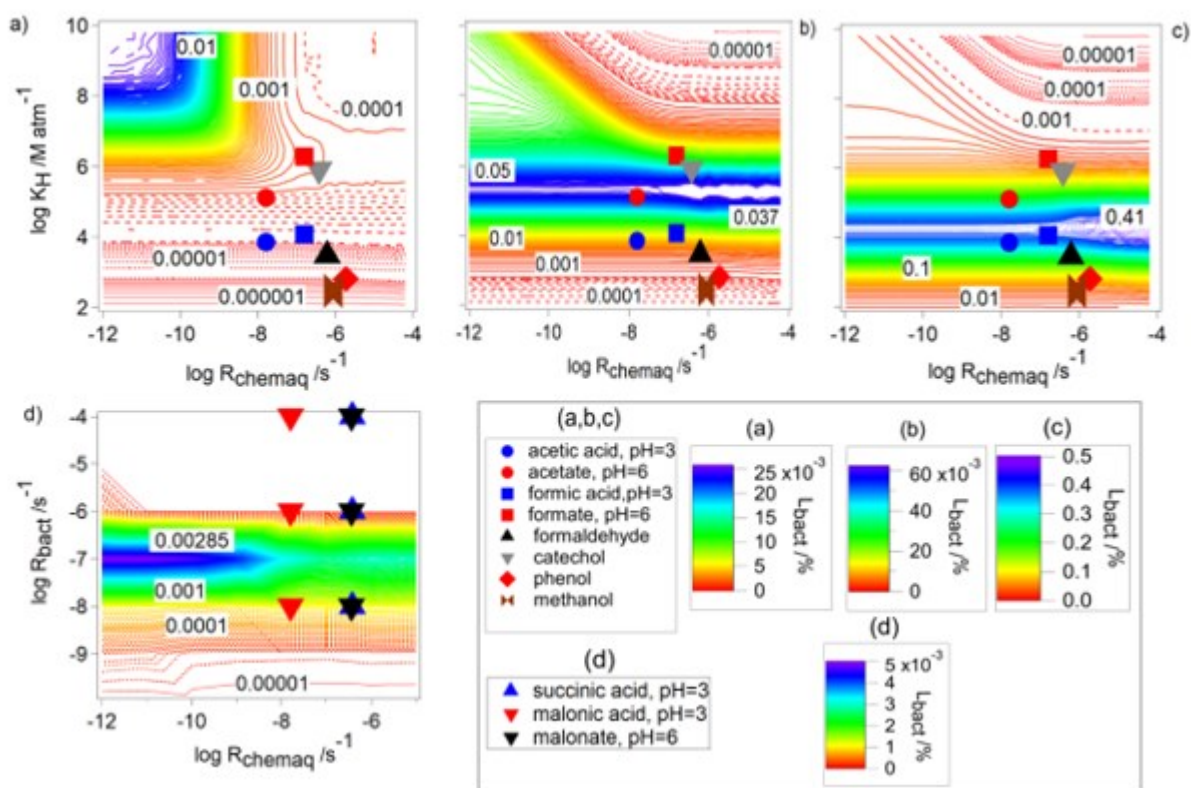 a)
10
8
6
4
2
log K_H /M atm⁻¹
0.01
0.001
0.0001
0.00001
0.000001
-12
-10
-8
-6
-4
log R_chemaq /s⁻¹
b)
0.00001
0.05
0.037
0.01
0.001
0.0001
-12
-10
-8
-6
-4
log R_chemaq /s⁻¹
c)
0.00001
0.001
0.41
0.1
0.01
-12
-10
-8
-6
-4
log R_chemaq /s⁻¹
d)
-4
-5
-6
-7
-8
-9
log R_bact /s⁻¹
0.00285
0.001
0.0001
0.00001
-12
-10
-8
-6
log R_chemaq /s⁻¹
(a,b,c)
acetic acid, pH=3
acetate, pH=6
formic acid,pH=3
formate, pH=6
formaldehyde
catechol
phenol
methanol
(a)
25 x10⁻³
20
15
10
5
0
L_bact /%
(b)
60 x10⁻³
40
20
0
L_bact /%
(c)
0.5
0.4
0.3
0.2
0.1
0.0
L_bact /%
(d)
succinic acid, pH=3
malonic acid, pH=3
malonate, pH=6
(d)
5 x10⁻³
4
3
2
1
0
L_bact /%